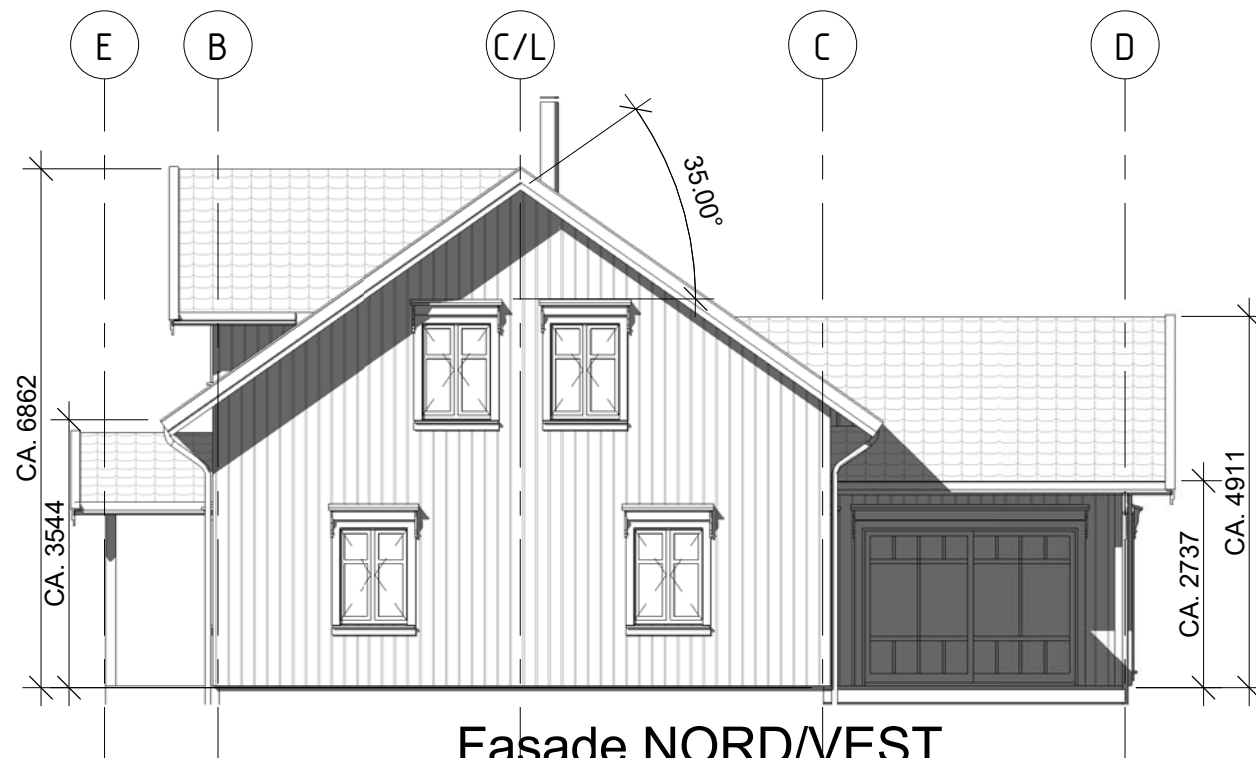 E
B
C/L
C
D
35.00°
CA. 6862
CA. 3544
CA. 2737
CA. 4911
Fasade NORD/VEST